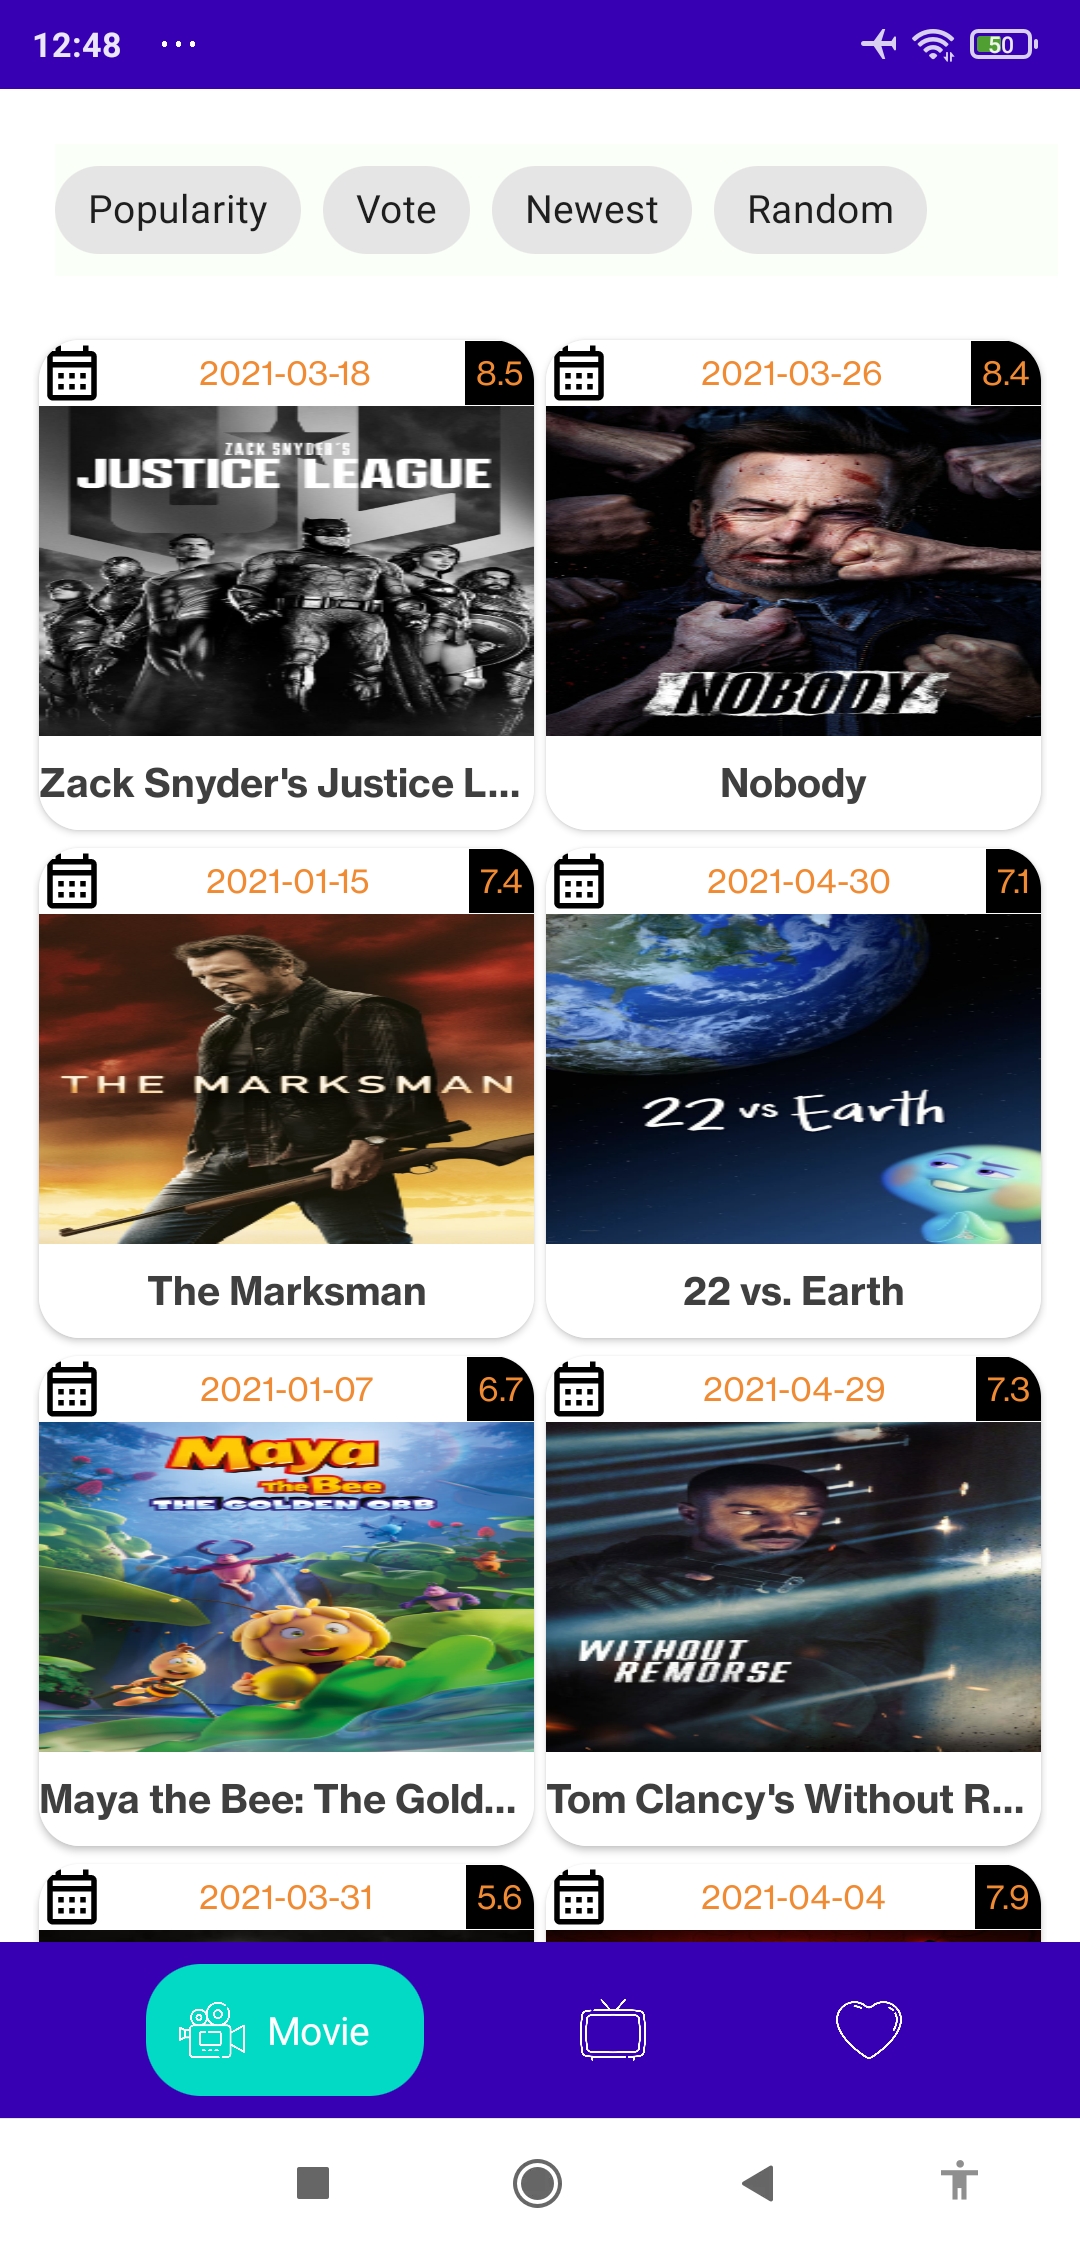 12:48 ... 50
Popularity Vote Newest Random
2021-03-18 8.5
ZACK SNYDER'S
JUSTICE LEAGUE
Zack Snyder's Justice L...
2021-03-26 8.4
NOBODY
Nobody
2021-01-15 7.4
THE MARKSMAN
The Marksman
2021-04-30 7.1
22 vs Earth
22 vs. Earth
2021-01-07 6.7
Maya
The Bee
THE GOLDEN ORB
Maya the Bee: The Gold...
2021-04-29 7.3
WITHOUT
REMORSE
Tom Clancy's Without R...
2021-03-31 5.6
2021-04-04 7.9
Movie